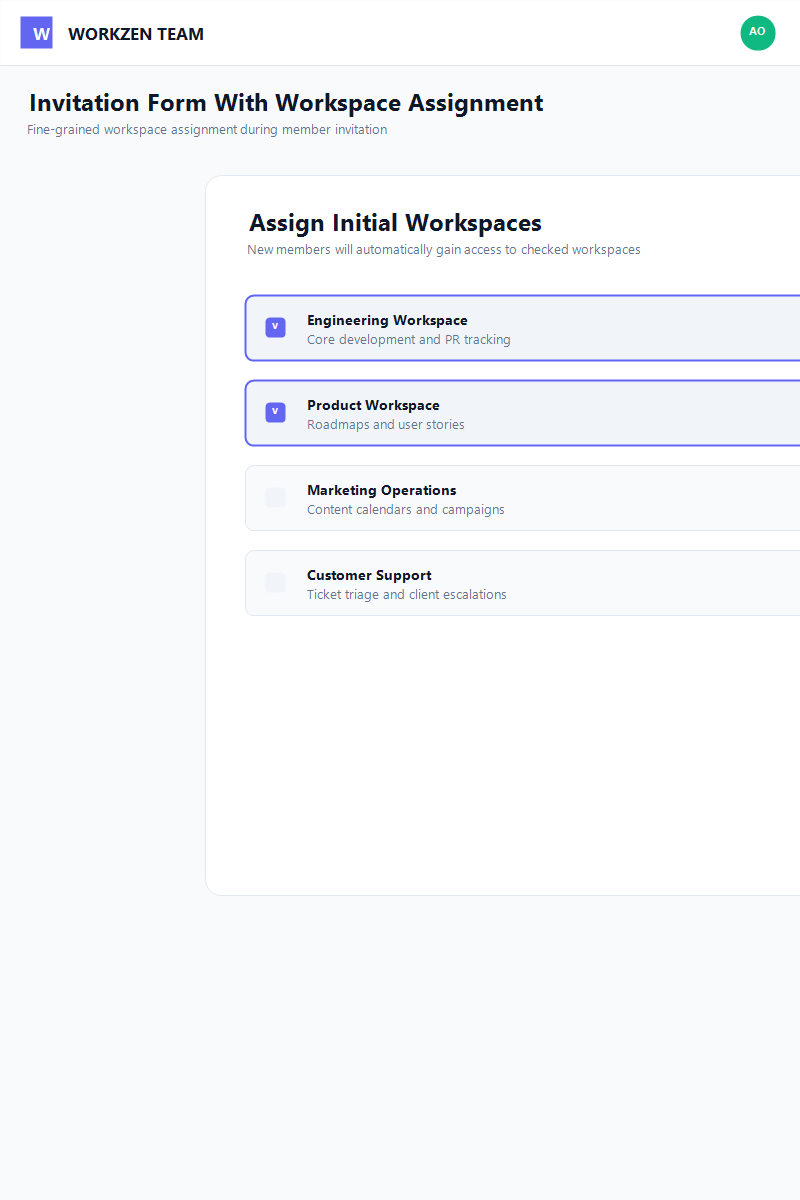 W WORKZEN TEAM AO
Invitation Form With Workspace Assignment
Fine-grained workspace assignment during member invitation
Assign Initial Workspaces
New members will automatically gain access to checked workspaces
v Engineering Workspace
Core development and PR tracking
v Product Workspace
Roadmaps and user stories
Marketing Operations
Content calendars and campaigns
Customer Support
Ticket triage and client escalations